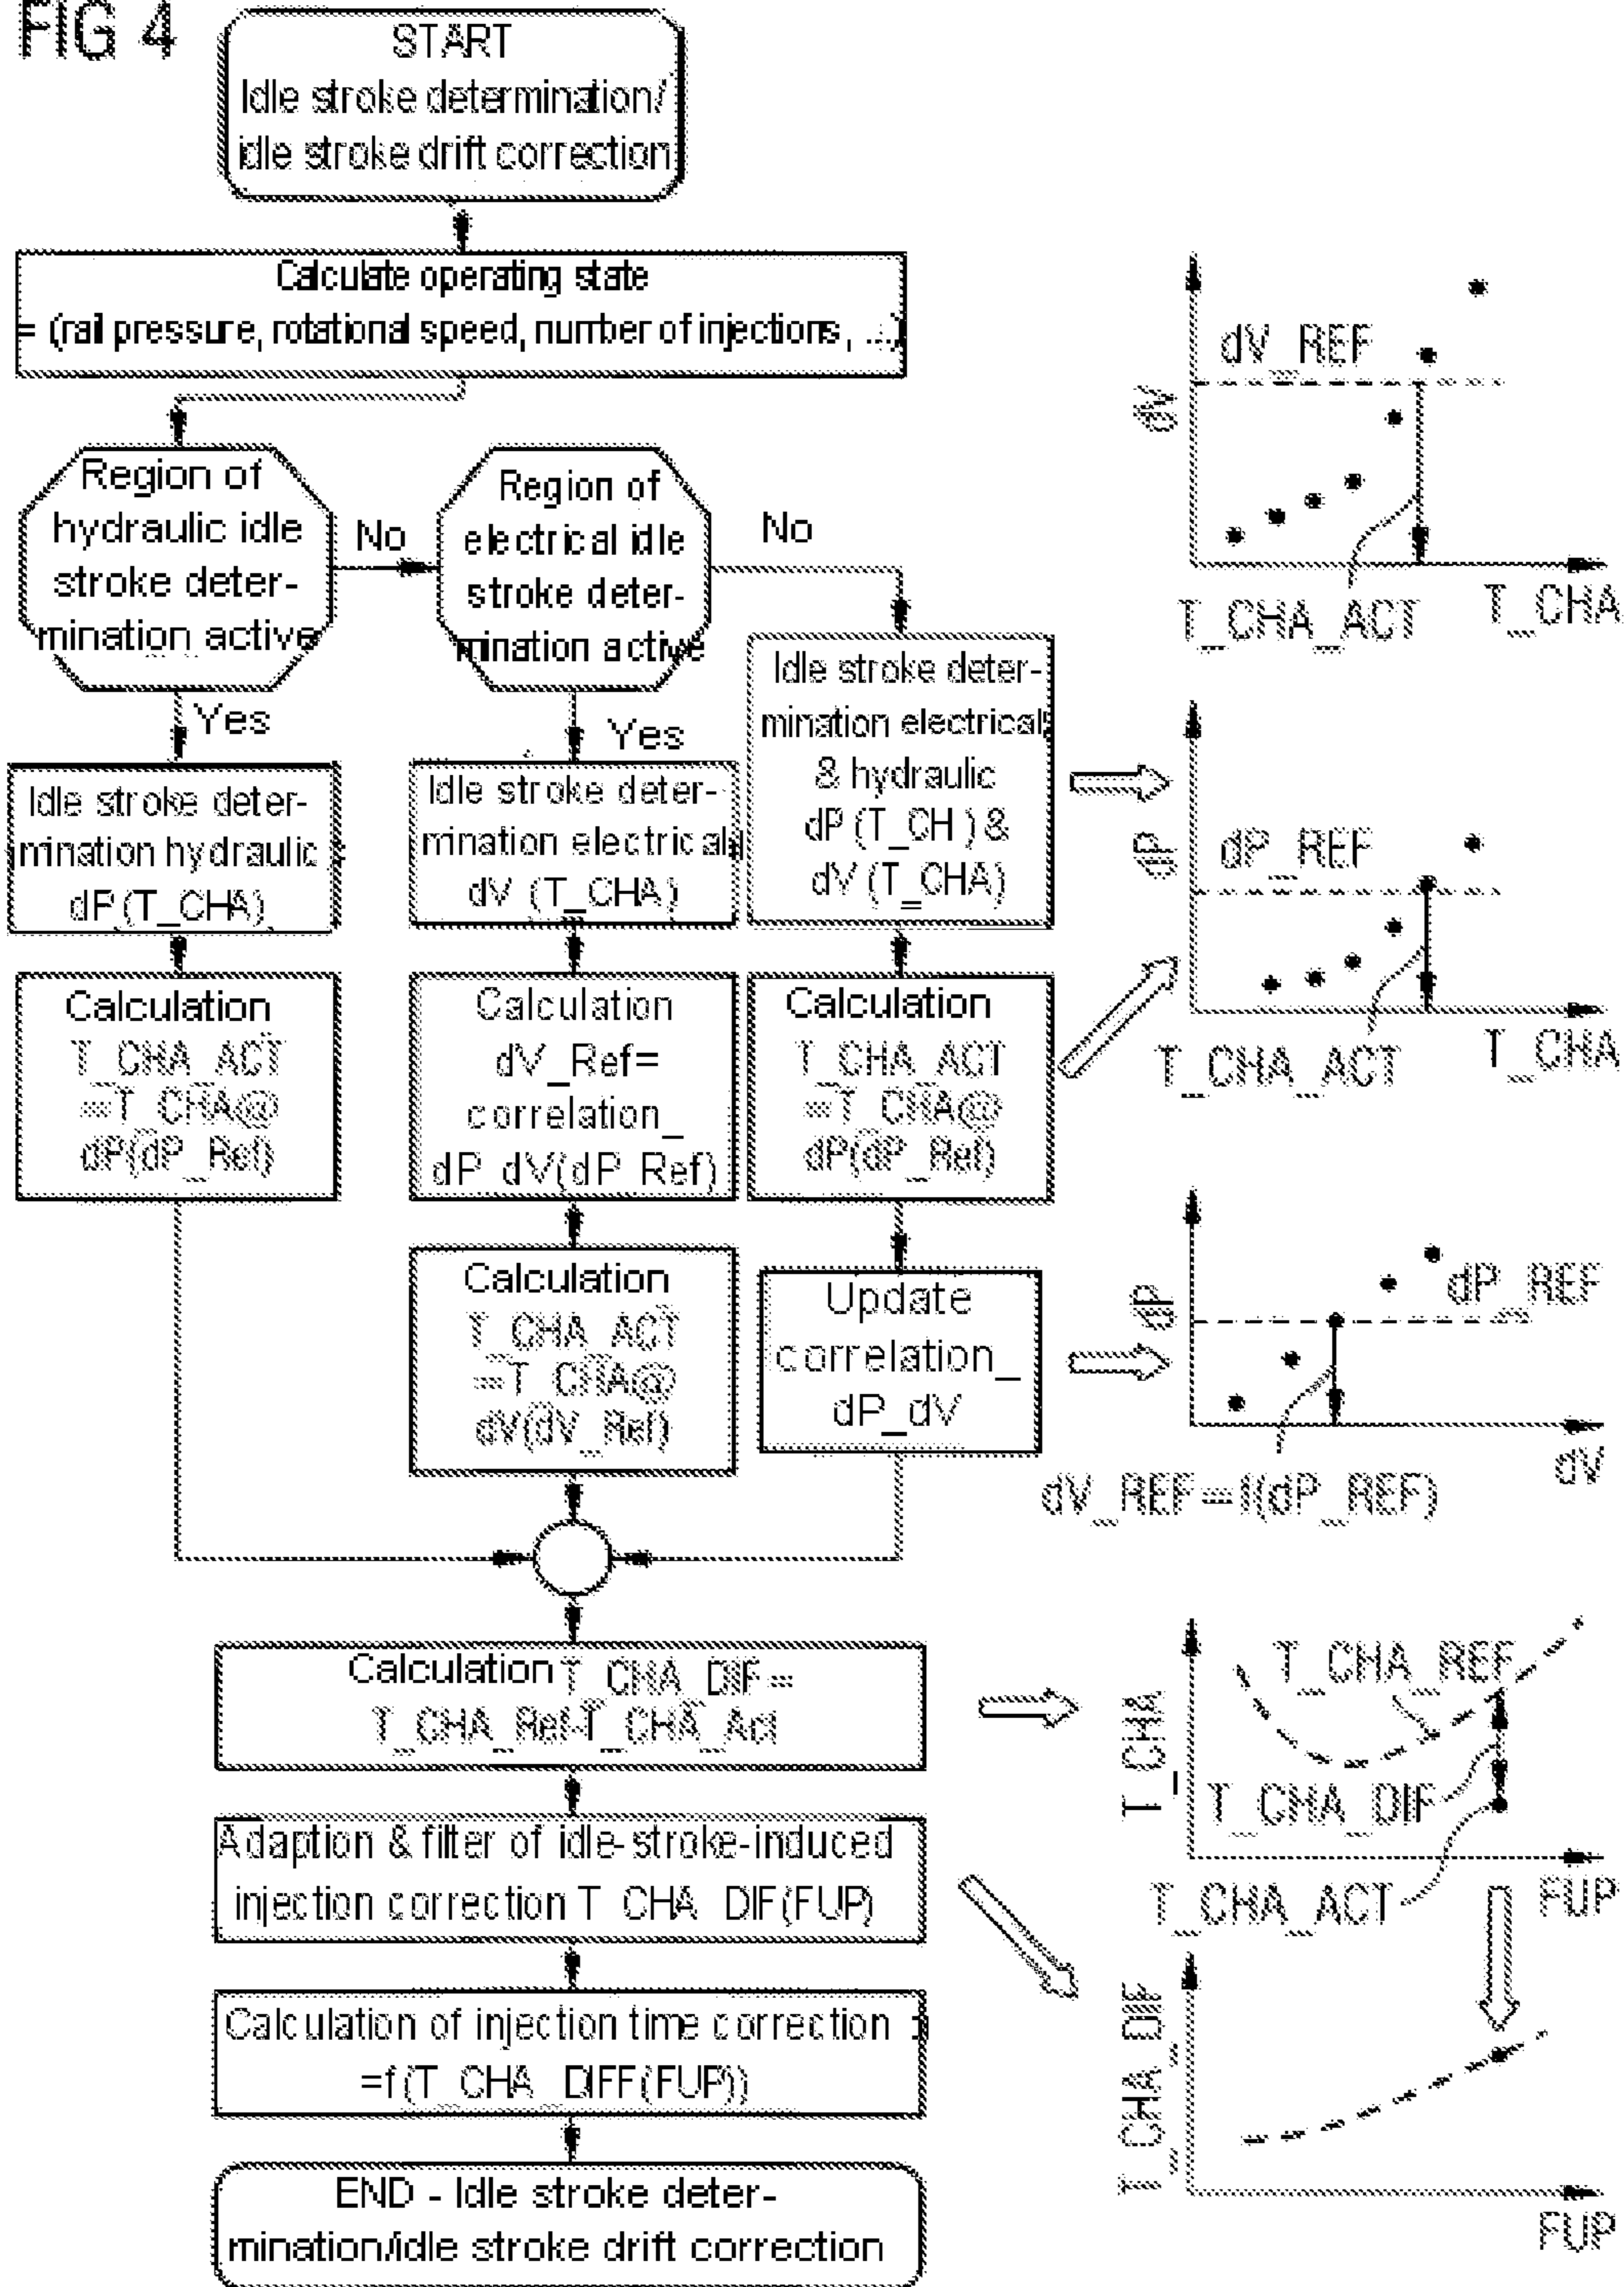 FIG 4
START
Idle stroke determination/
idle stroke drift correction
Calculate operating state
= (rail pressure, rotational speed, number of injections, ...)
Region of
hydraulic idle
stroke deter-
mination active
No
Region of
electrical idle
stroke deter-
mination active
No
Yes
Yes
Idle stroke deter-
mination hydraulic :
dP(T_CHA)
Idle stroke deter-
mination electrical:
dV (T_CHA)
Idle stroke deter-
mination electrical
& hydraulic
dP (T_CH ) &
dV (T_CHA)
Calculation
T_CHA_ACT
=T_CHA@
dP(dP_Ref)
Calculation
dV_Ref=
correlation_
dP_dV(dP_Ref)
Calculation
T_CHA_ACT
=T_CHA@
dP(dP_Ref)
Calculation
T_CHA_ACT
=T_CHA@
dV(dV_Ref)
Update
correlation_
dP_dV
Calculation T_CHA_DIF=
T_CHA_Ref-T_CHA_Act
Adaption & filter of idle-stroke-induced
injection correction T_CHA_DIF(FUP)
Calculation of injection time correction :
=f(T_CHA_DIFF(FUP))
END - Idle stroke deter-
mination/idle stroke drift correction
dV
dV_REF
T_CHA_ACT
T_CHA
dP
dP_REF
T_CHA_ACT
T_CHA
dP
dP_REF
dV
dV_REF=f(dP_REF)
T_CHA
T_CHA_REF
T_CHA_DIF
T_CHA_ACT
FUP
T_CHA_DIF
FUP